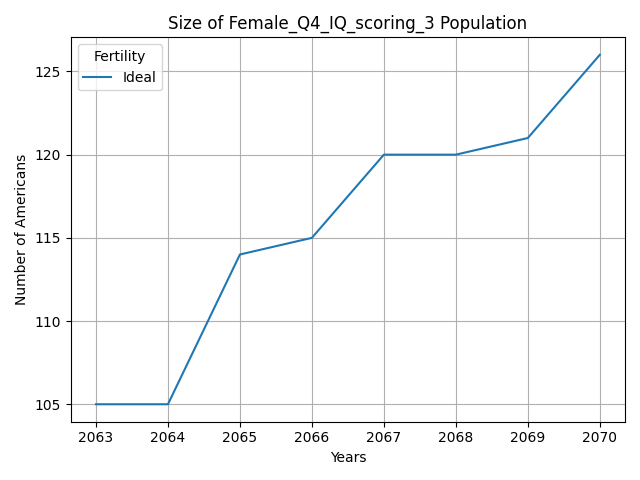 Size of Female_Q4_IQ_scoring_3 Population
Fertility
Ideal
Number of Americans
125
120
115
110
105
2063 2064 2065 2066 2067 2068 2069 2070
Years